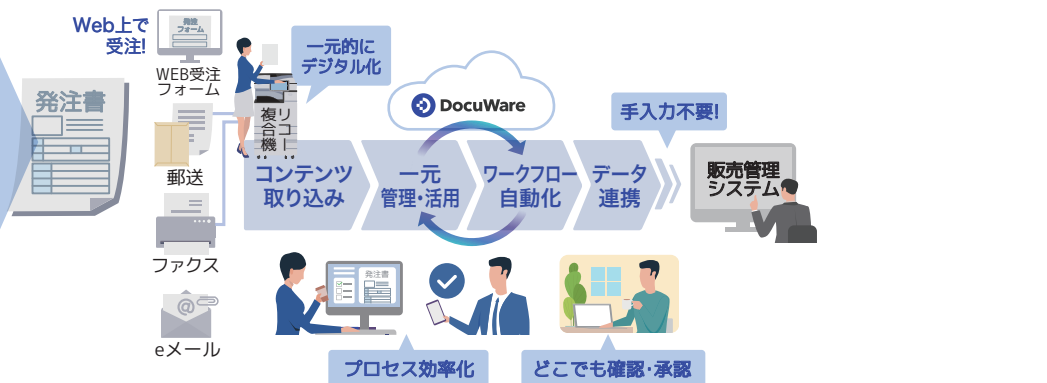 Web上で
受注!
発注
フォーム
WEB受注
フォーム
発注書
郵送
ファクス
@
eメール
一元的に
デジタル化
リコー
複合機
DocuWare
手入力不要!
コンテンツ
取り込み
一元
管理・活用
ワークフロー
自動化
データ
連携
販売管理
システム
発注書
プロセス効率化
どこでも確認・承認